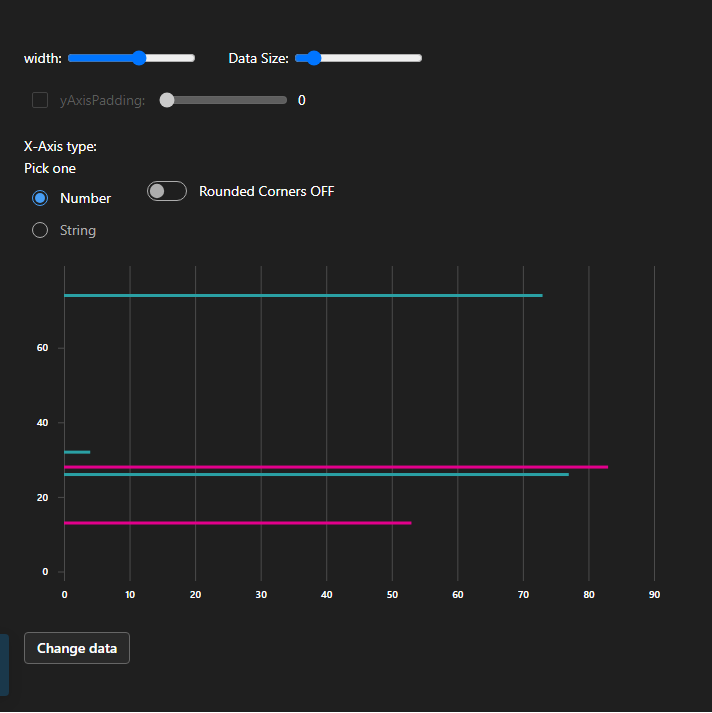 width: Data Size:
yAxisPadding: 0
X-Axis type:
Pick one
Number Rounded Corners OFF
String
60
40
20
0
0 10 20 30 40 50 60 70 80 90
Change data